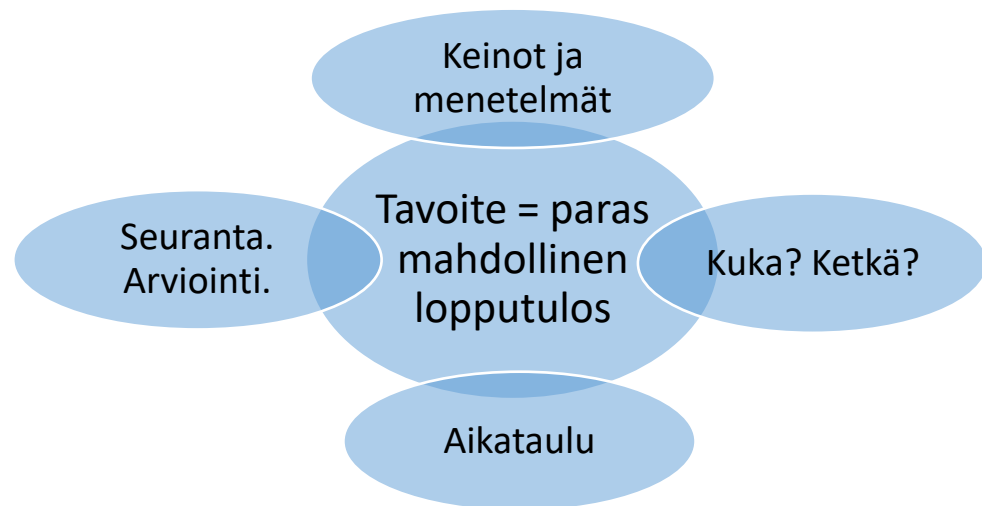 Keinot ja
menetelmät
Seuranta.
Arviointi.
Tavoite = paras
mahdollinen
lopputulos
Kuka? Ketkä?
Aikataulu